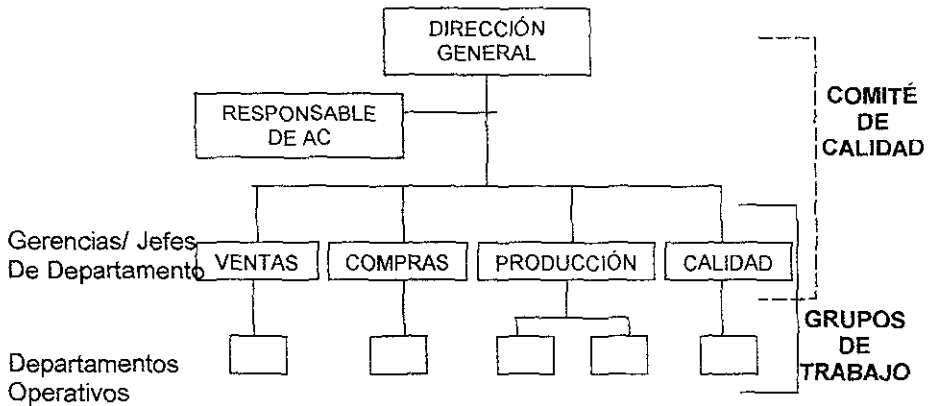 DIRECCIÓN
GENERAL
RESPONSABLE
DE AC
COMITÉ
DE
CALIDAD
Gerencias/ Jefes
De Departamento
VENTAS
COMPRAS
PRODUCCIÓN
CALIDAD
GRUPOS
DE
TRABAJO
Departamentos
Operativos